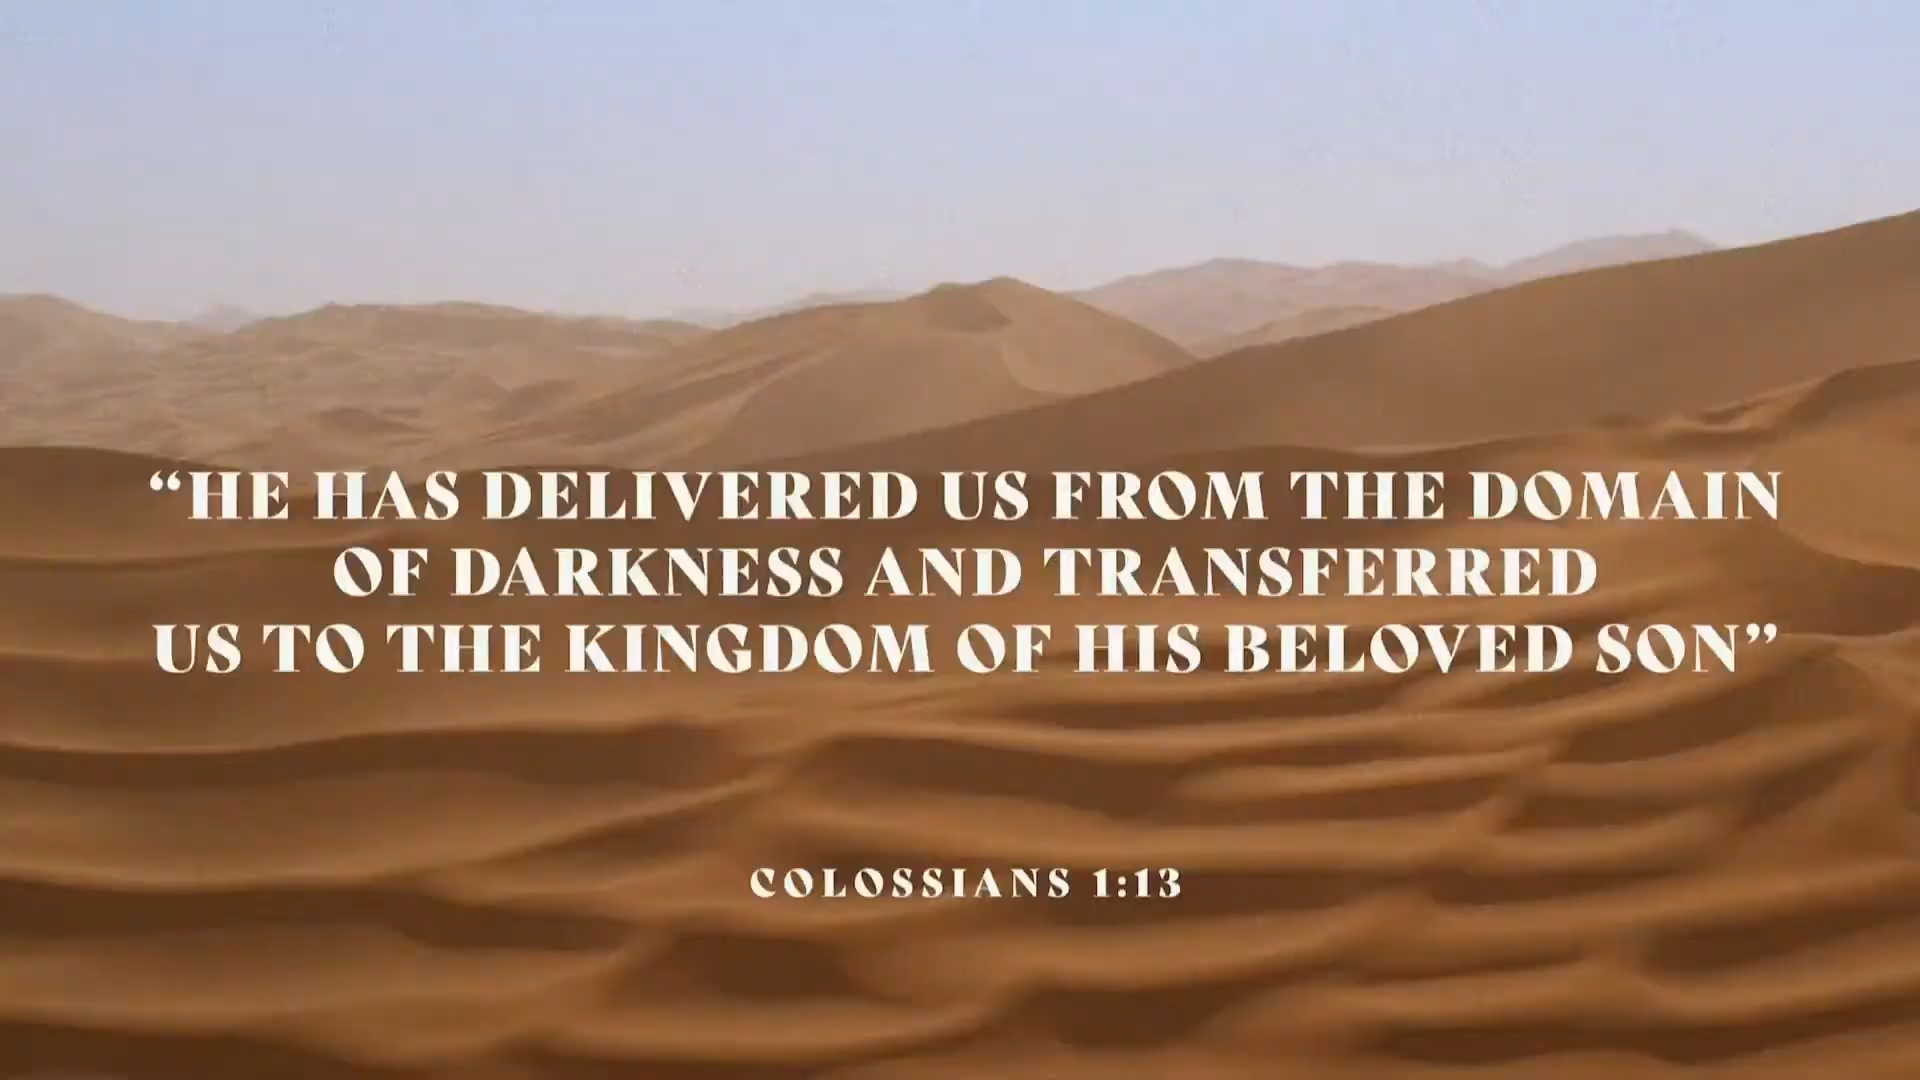 “HE HAS DELIVERED US FROM THE DOMAIN
OF DARKNESS AND TRANSFERRED
US TO THE KINGDOM OF HIS BELOVED SON”
COLOSSIANS 1:13